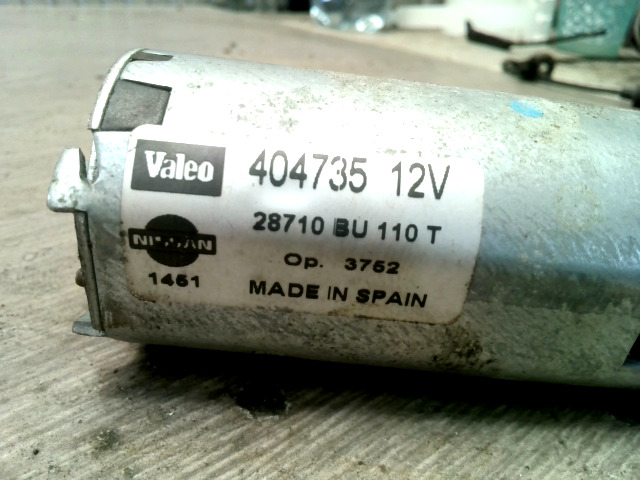 Valeo 404735 12V
28710 BU 110 T
NISSAN
Op. 3752
1451
MADE IN SPAIN